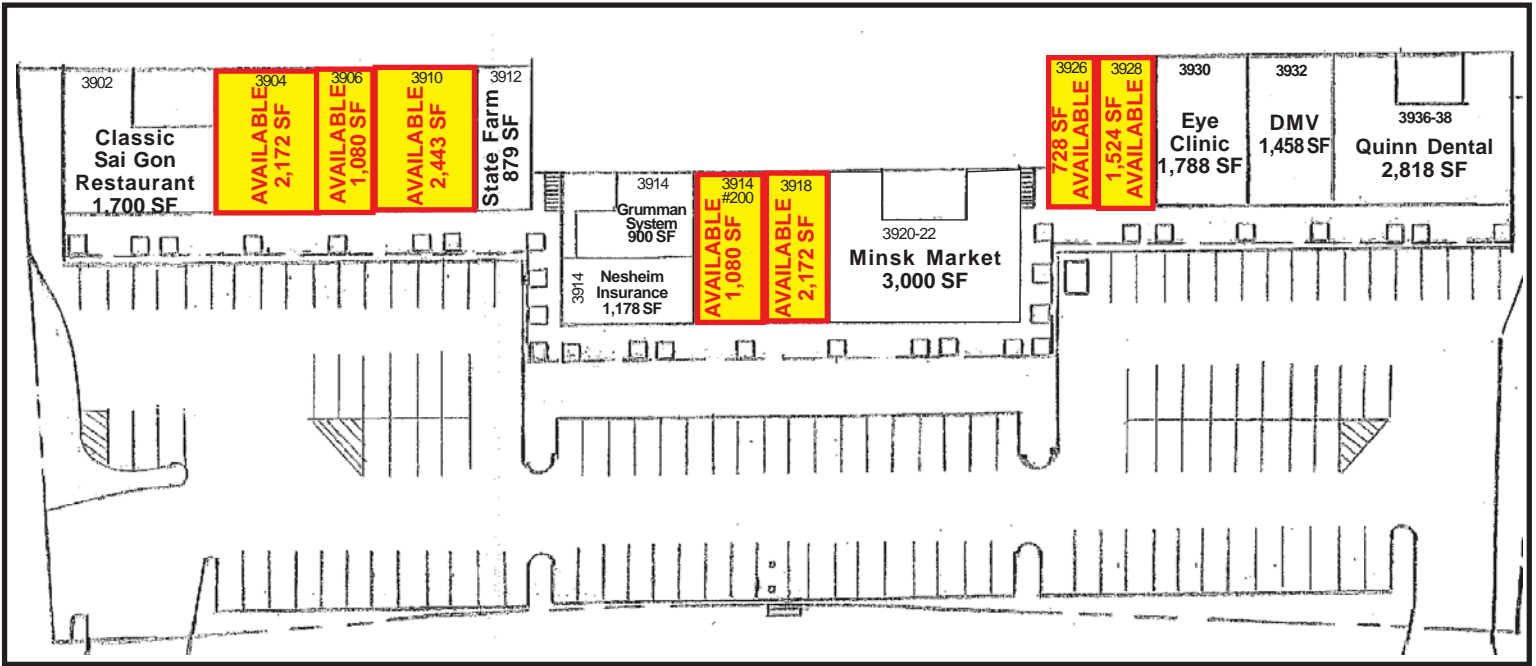 3902
Classic
Sai Gon
Restaurant
1,700 SF
3904
AVAILABLE
2,172 SF
3906
AVAILABLE
1,080 SF
3910
AVAILABLE
2,443 SF
3912
State Farm
879 SF
3914
Grumman
System
900 SF
3914
Nesheim
Insurance
1,178 SF
3914
#200
AVAILABLE
1,080 SF
3918
AVAILABLE
2,172 SF
3920-22
Minsk Market
3,000 SF
3926
728 SF
AVAILABLE
3928
1,524 SF
AVAILABLE
3930
Eye
Clinic
1,788 SF
3932
DMV
1,458 SF
3936-38
Quinn Dental
2,818 SF